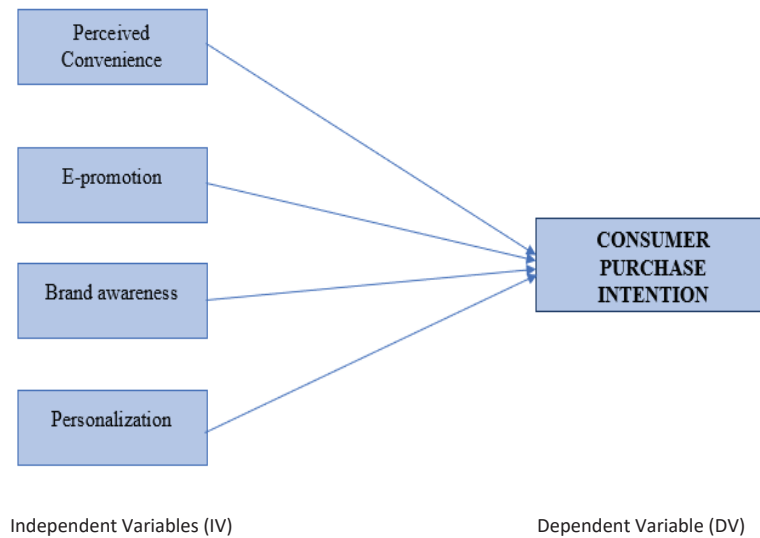 Perceived
Convenience
E-promotion
Brand awareness
Personalization
CONSUMER
PURCHASE
INTENTION
Independent Variables (IV)
Dependent Variable (DV)